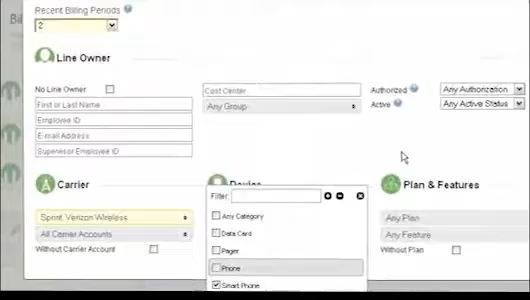 Bi
Recent Billing Periods
2
Line Owner
No Line Owner
First or Last Name
Employee ID
E-mail Address
Supervisor Employee ID
Cost Center
Any Group
Authorized
Any Authorization
Active
Any Active Status
Carrier
Sprint, Verizon Wireless
All Carrier Accounts
Without Carrier Account
Device
Filter:
Any Category
Data Card
Pager
Phone
Smart Phone
Plan & Features
Any Plan
Any Feature
Without Plan